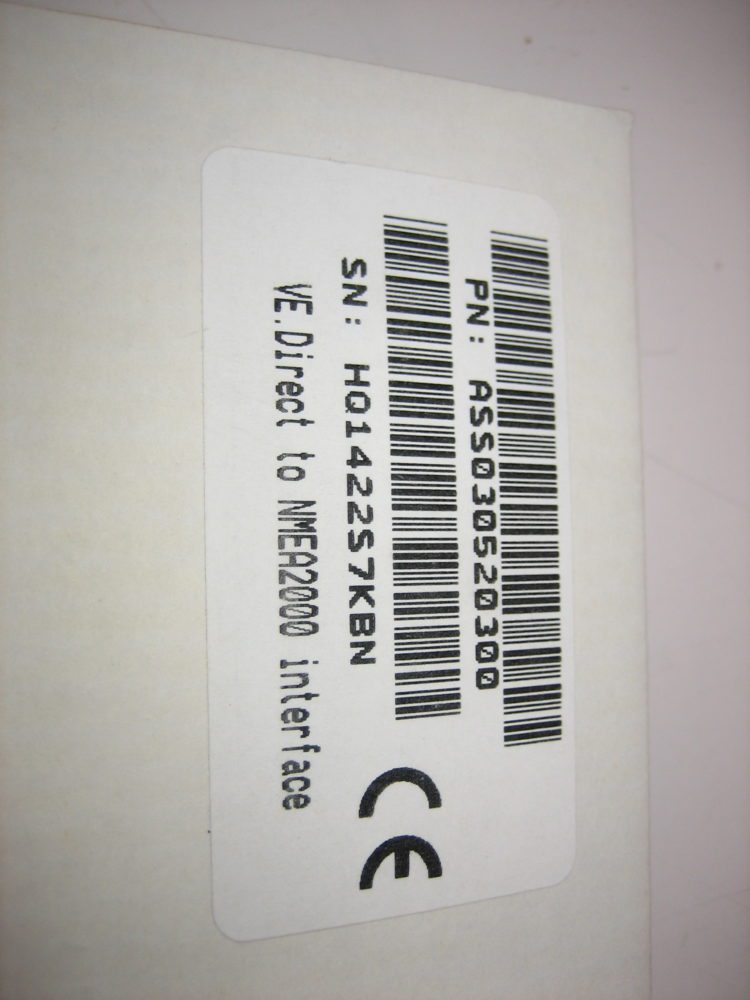 PN: ASS030520300
SN: HQ1422S7KBN
VE.Direct to NMEA2000 interface
CE